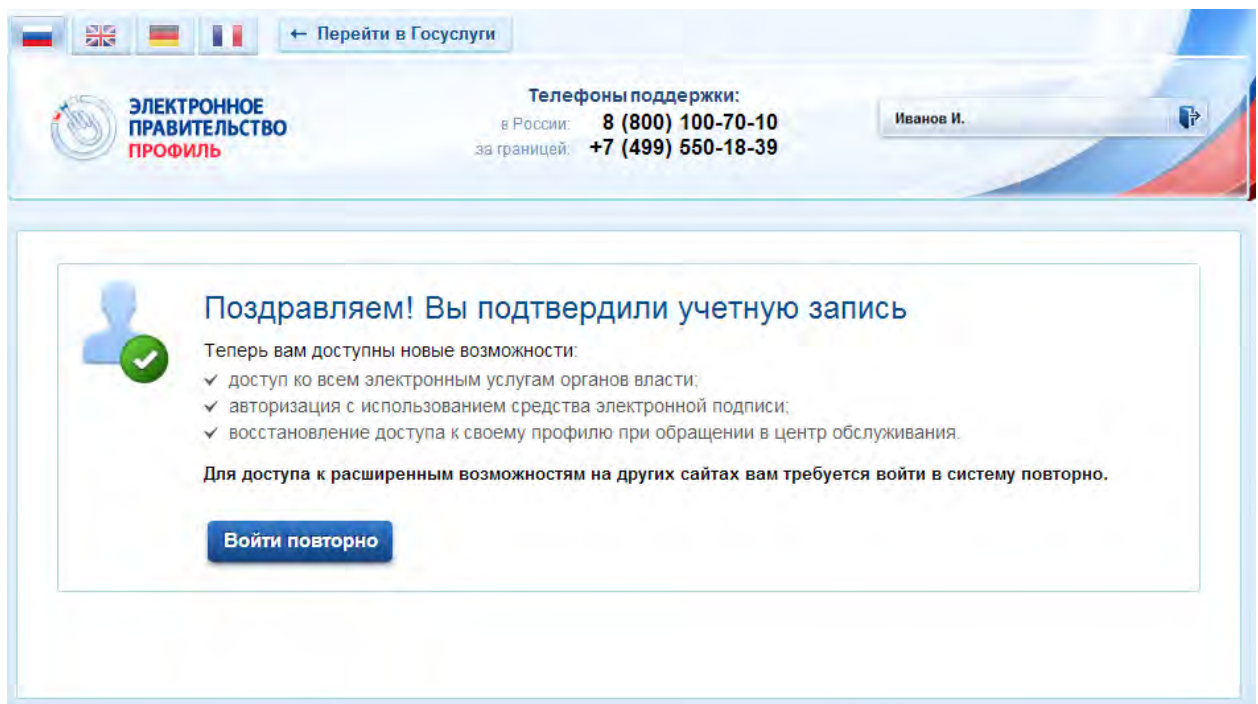 ← Перейти в Госуслуги
ЭЛЕКТРОННОЕ
ПРАВИТЕЛЬСТВО
ПРОФИЛЬ
Телефоны поддержки:
в России: 8 (800) 100-70-10
за границей: +7 (499) 550-18-39
Иванов И.
Поздравляем! Вы подтвердили учетную запись
Теперь вам доступны новые возможности:
✓ доступ ко всем электронным услугам органов власти;
✓ авторизация с использованием средства электронной подписи;
✓ восстановление доступа к своему профилю при обращении в центр обслуживания.
Для доступа к расширенным возможностям на других сайтах вам требуется войти в систему повторно.
Войти повторно